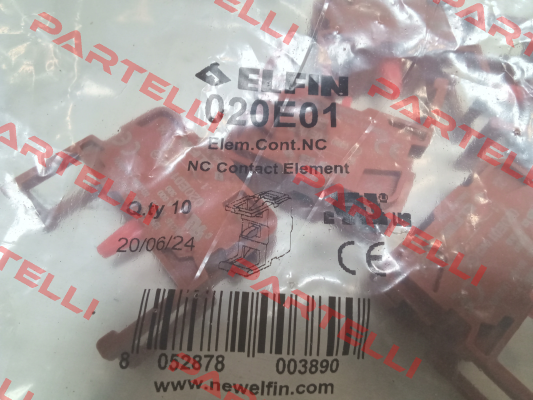 PARTELLI
PARTELLI
PARTELLI
ELFIN
020E01
Elem.Cont.NC
NC Contact Element
Q.ty 10
20/06/24
CE
8 052878 003890
www.newelfin.com
PARTELLI
PARTELLI
PARTELLI